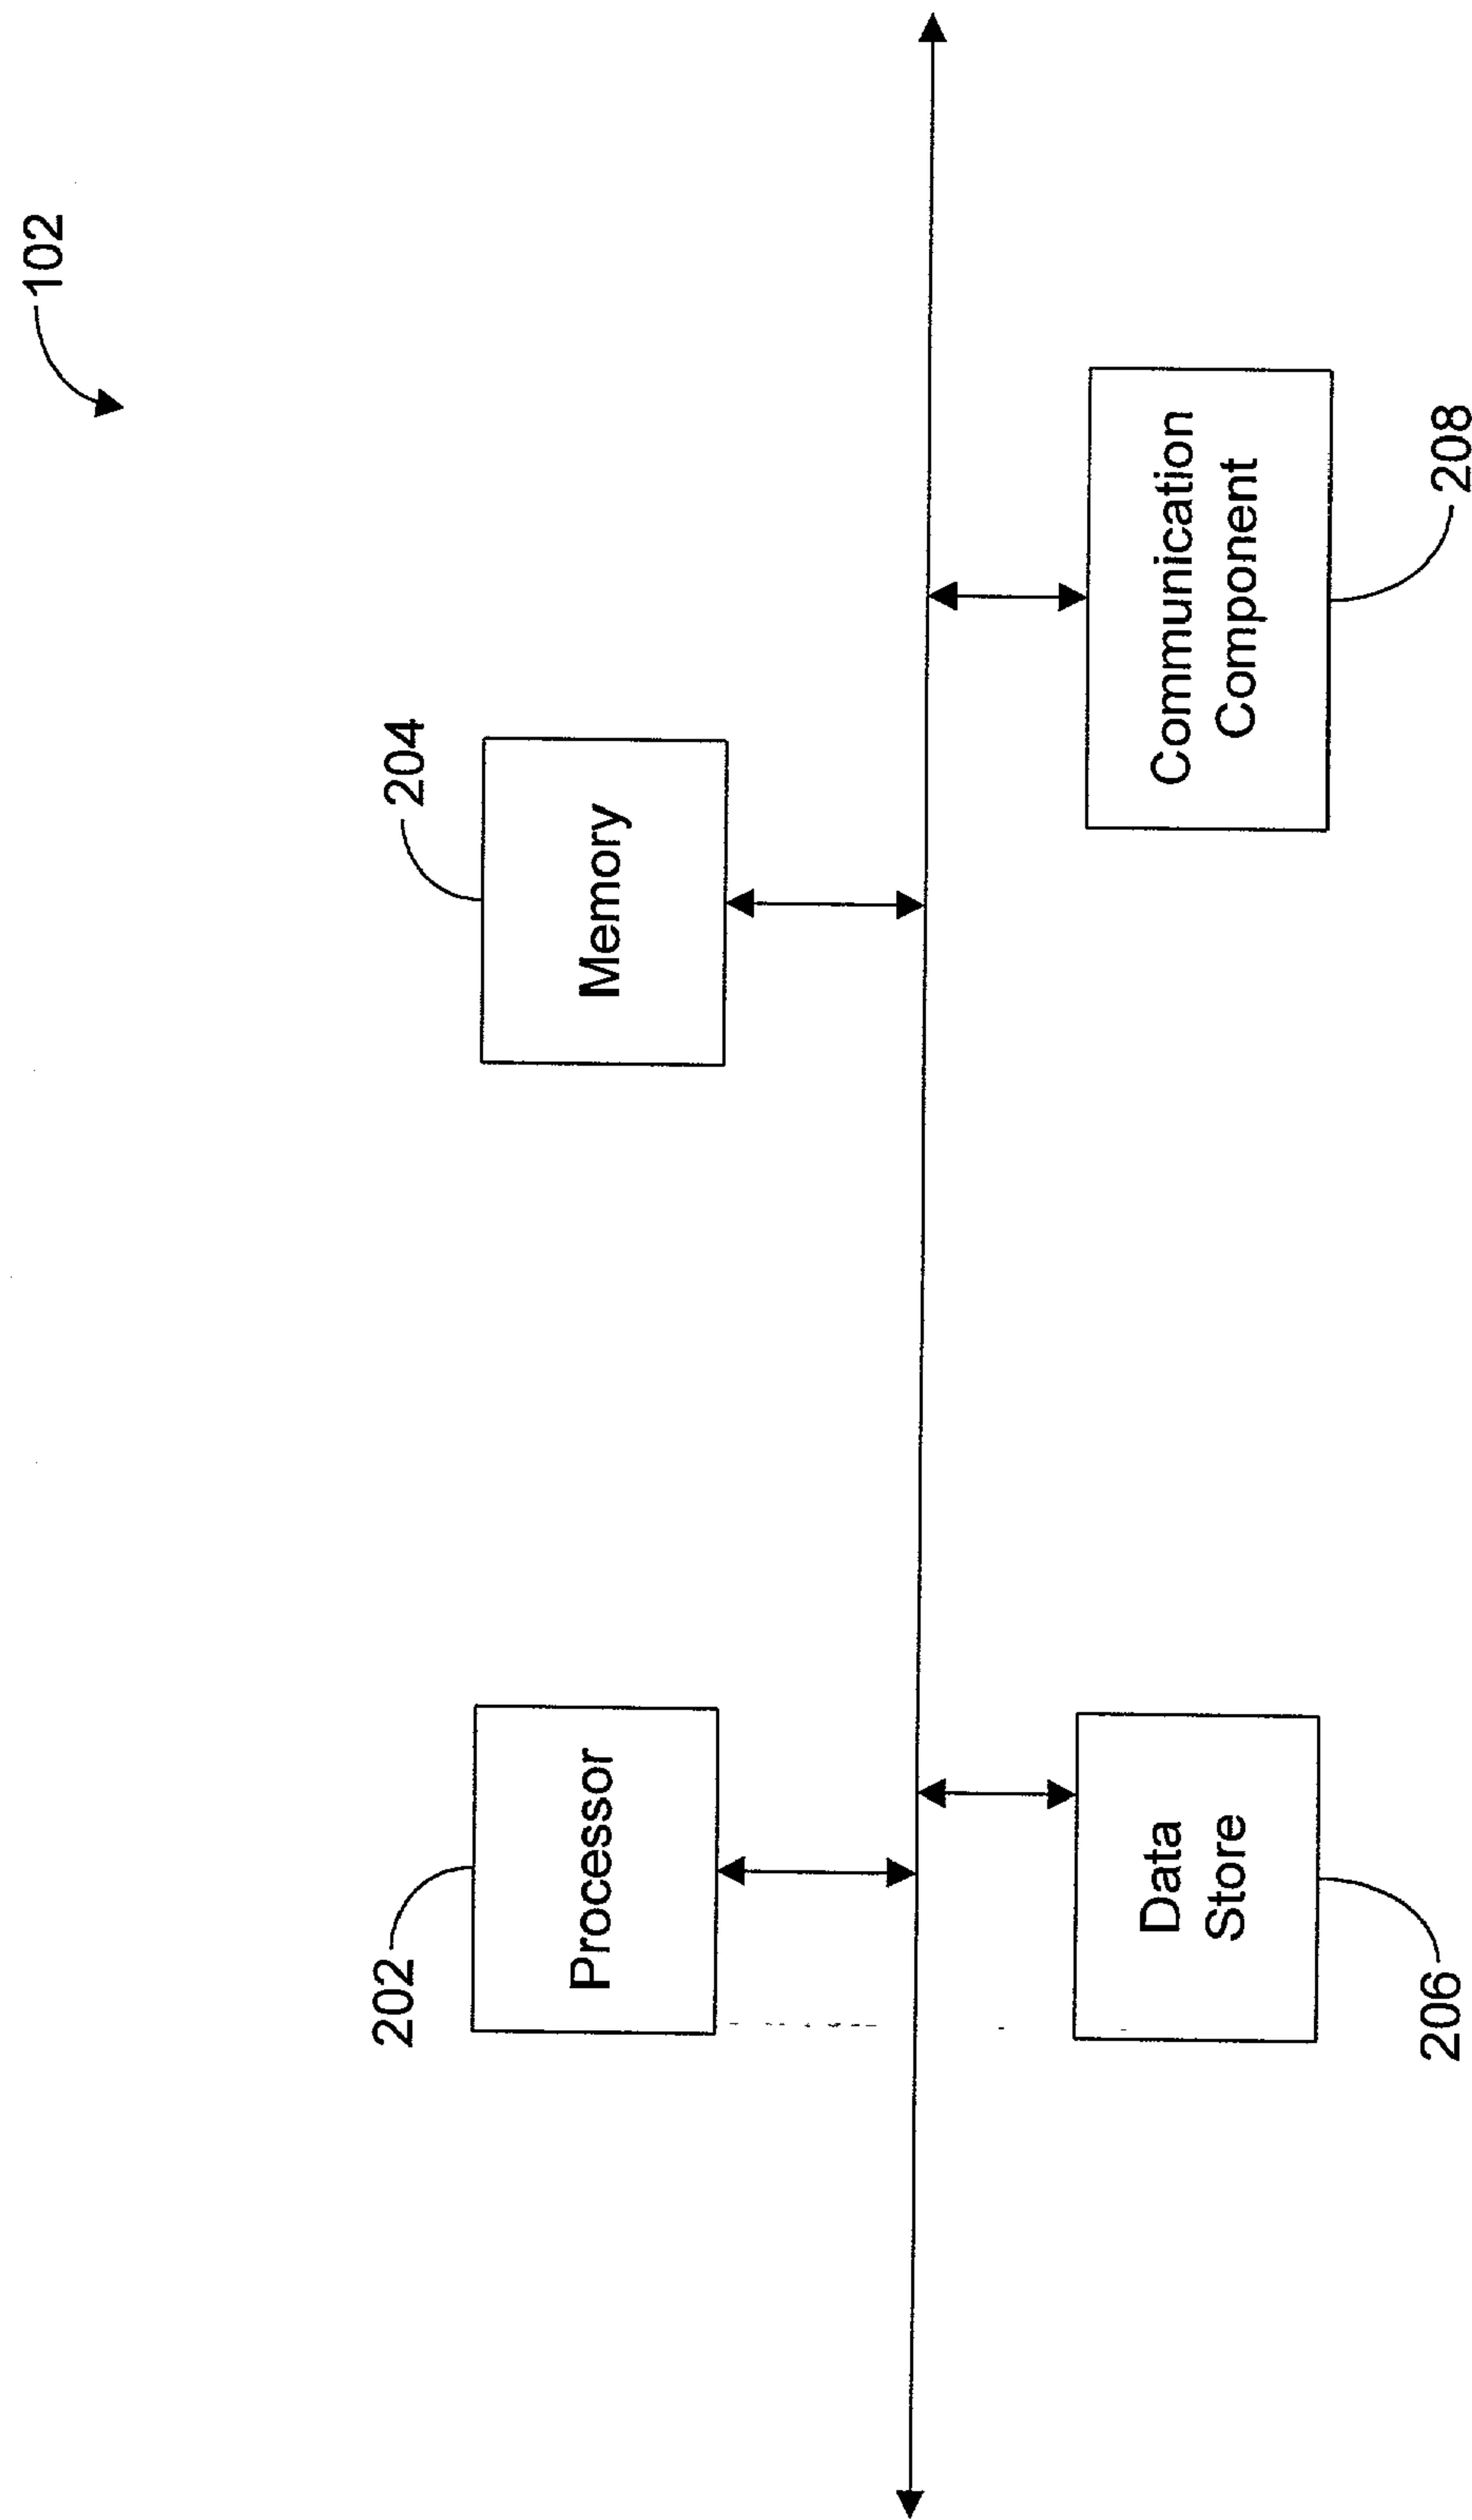 102
202
Processor
204
Memory
Data
Store
206
Communication
Component
208